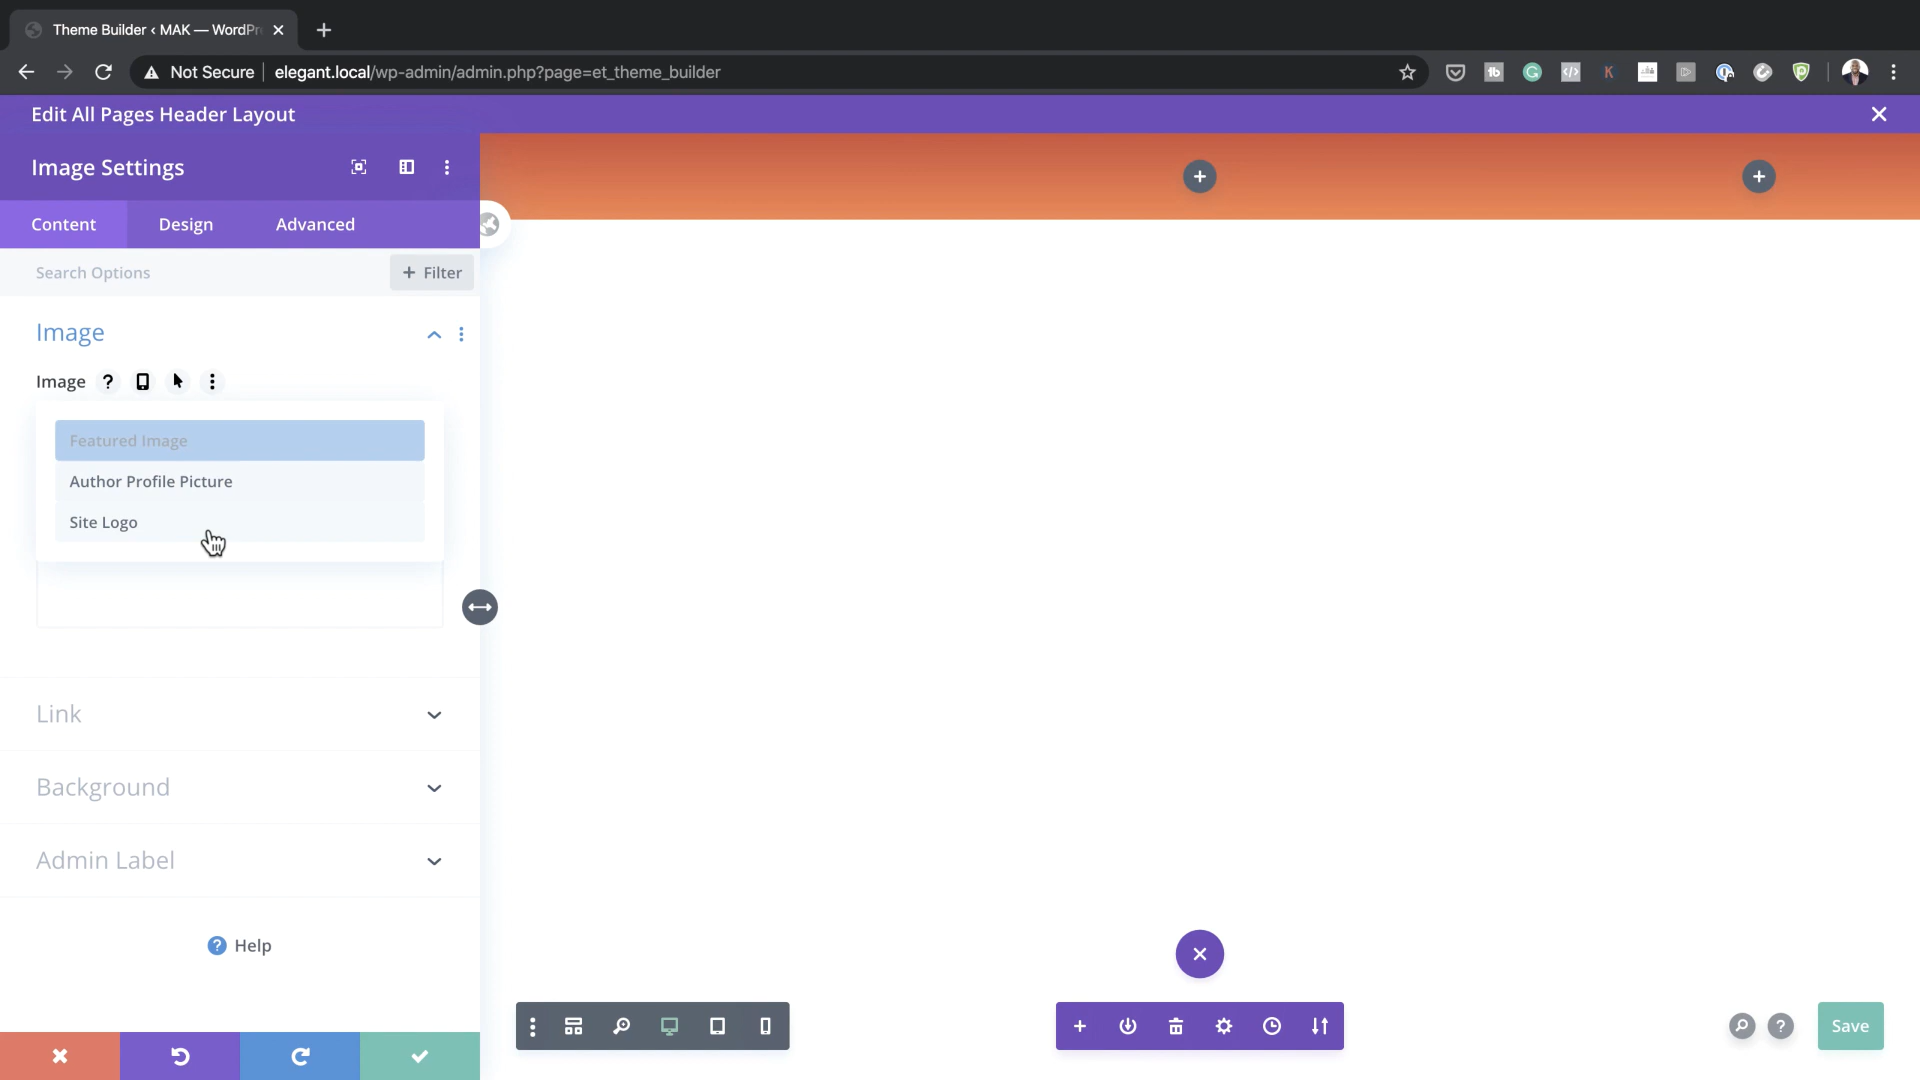 Theme Builder ‹ MAK — WordPr
Not Secure
elegant.local/wp-admin/admin.php?page=et_theme_builder
Edit All Pages Header Layout
Image Settings
Content Design Advanced
Search Options
+ Filter
Image
Image
Featured Image
Author Profile Picture
Site Logo
Link
Background
Admin Label
? Help
Save